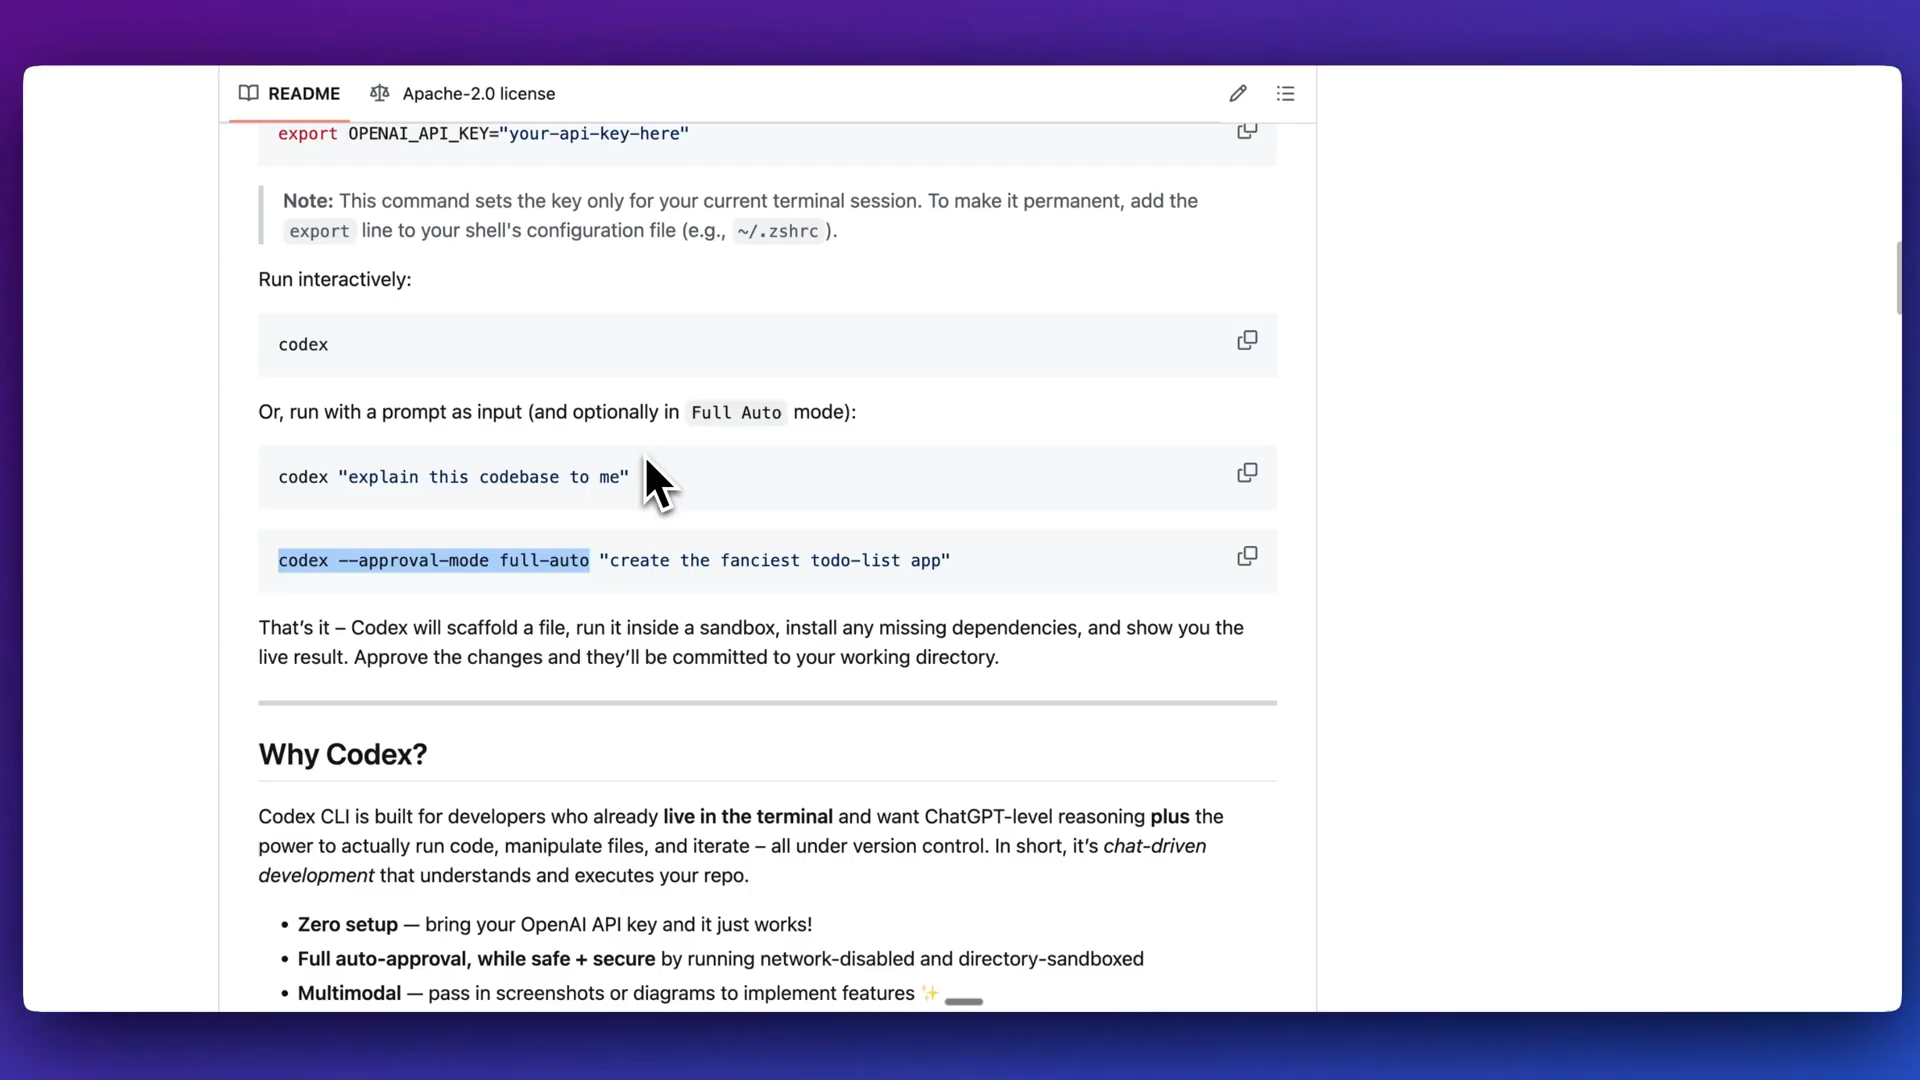 README
Apache-2.0 license
export OPENAI_API_KEY="your-api-key-here"
Note: This command sets the key only for your current terminal session. To make it permanent, add the
export line to your shell's configuration file (e.g., ~/.zshrc ).
Run interactively:
codex
Or, run with a prompt as input (and optionally in Full Auto mode):
codex "explain this codebase to me"
codex --approval-mode full-auto "create the fanciest todo-list app"
That’s it – Codex will scaffold a file, run it inside a sandbox, install any missing dependencies, and show you the
live result. Approve the changes and they’ll be committed to your working directory.
Why Codex?
Codex CLI is built for developers who already live in the terminal and want ChatGPT-level reasoning plus the
power to actually run code, manipulate files, and iterate – all under version control. In short, it’s chat-driven
development that understands and executes your repo.
• Zero setup — bring your OpenAI API key and it just works!
• Full auto-approval, while safe + secure by running network-disabled and directory-sandboxed
• Multimodal — pass in screenshots or diagrams to implement features ✨